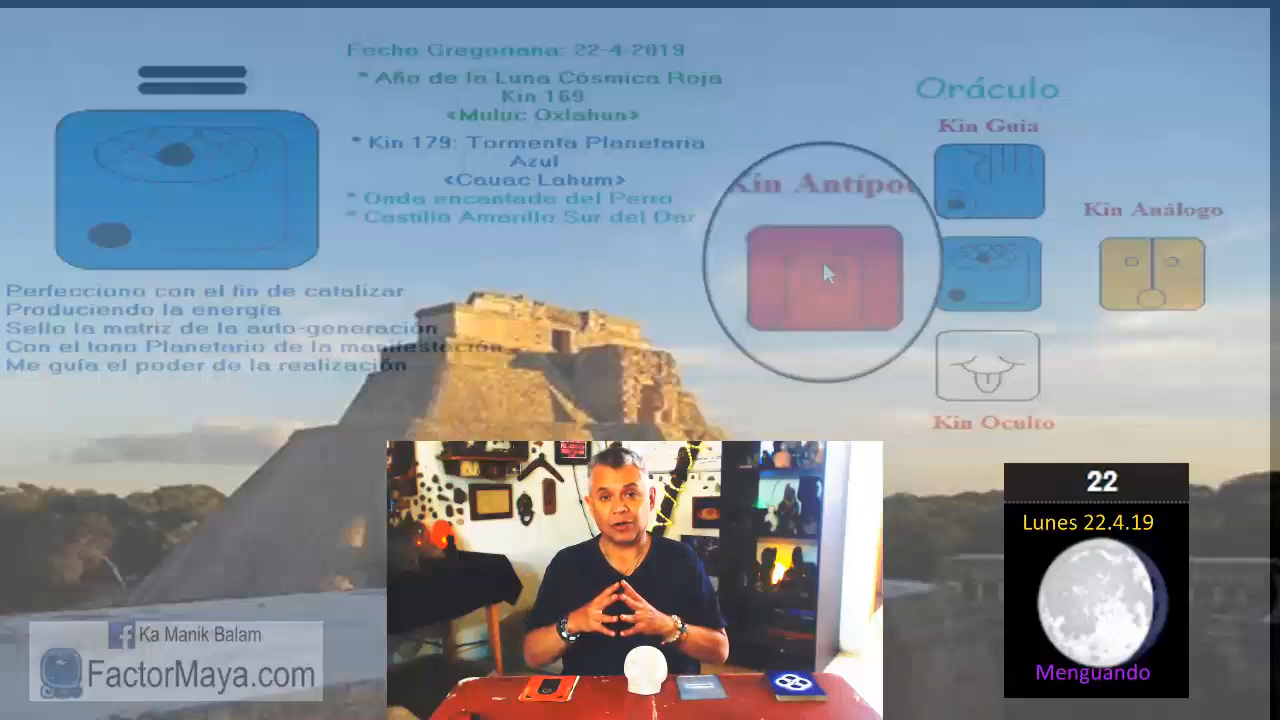 Fecha Gregoriana: 22-4-2019
* Año de la Luna Cósmica Roja
Kin 169
<Muluc Oxlahun>
* Kin 179: Tormenta Planetaria
Azul
<Cauac Lahum>
* Onda encantada del Perro
* Castillo Amarillo Sur del Dar
Perfecciono con el fin de catalizar
Produciendo la energía
Sello la matriz de la auto-generación
Con el tono Planetario de la manifestación
Me guía el poder de la realización
Oráculo
Kin Guía
Kin Antípo
Kin Análogo
Kin Oculto
22
Lunes 22.4.19
Menguando
Ka Manik Balam
FactorMaya.com